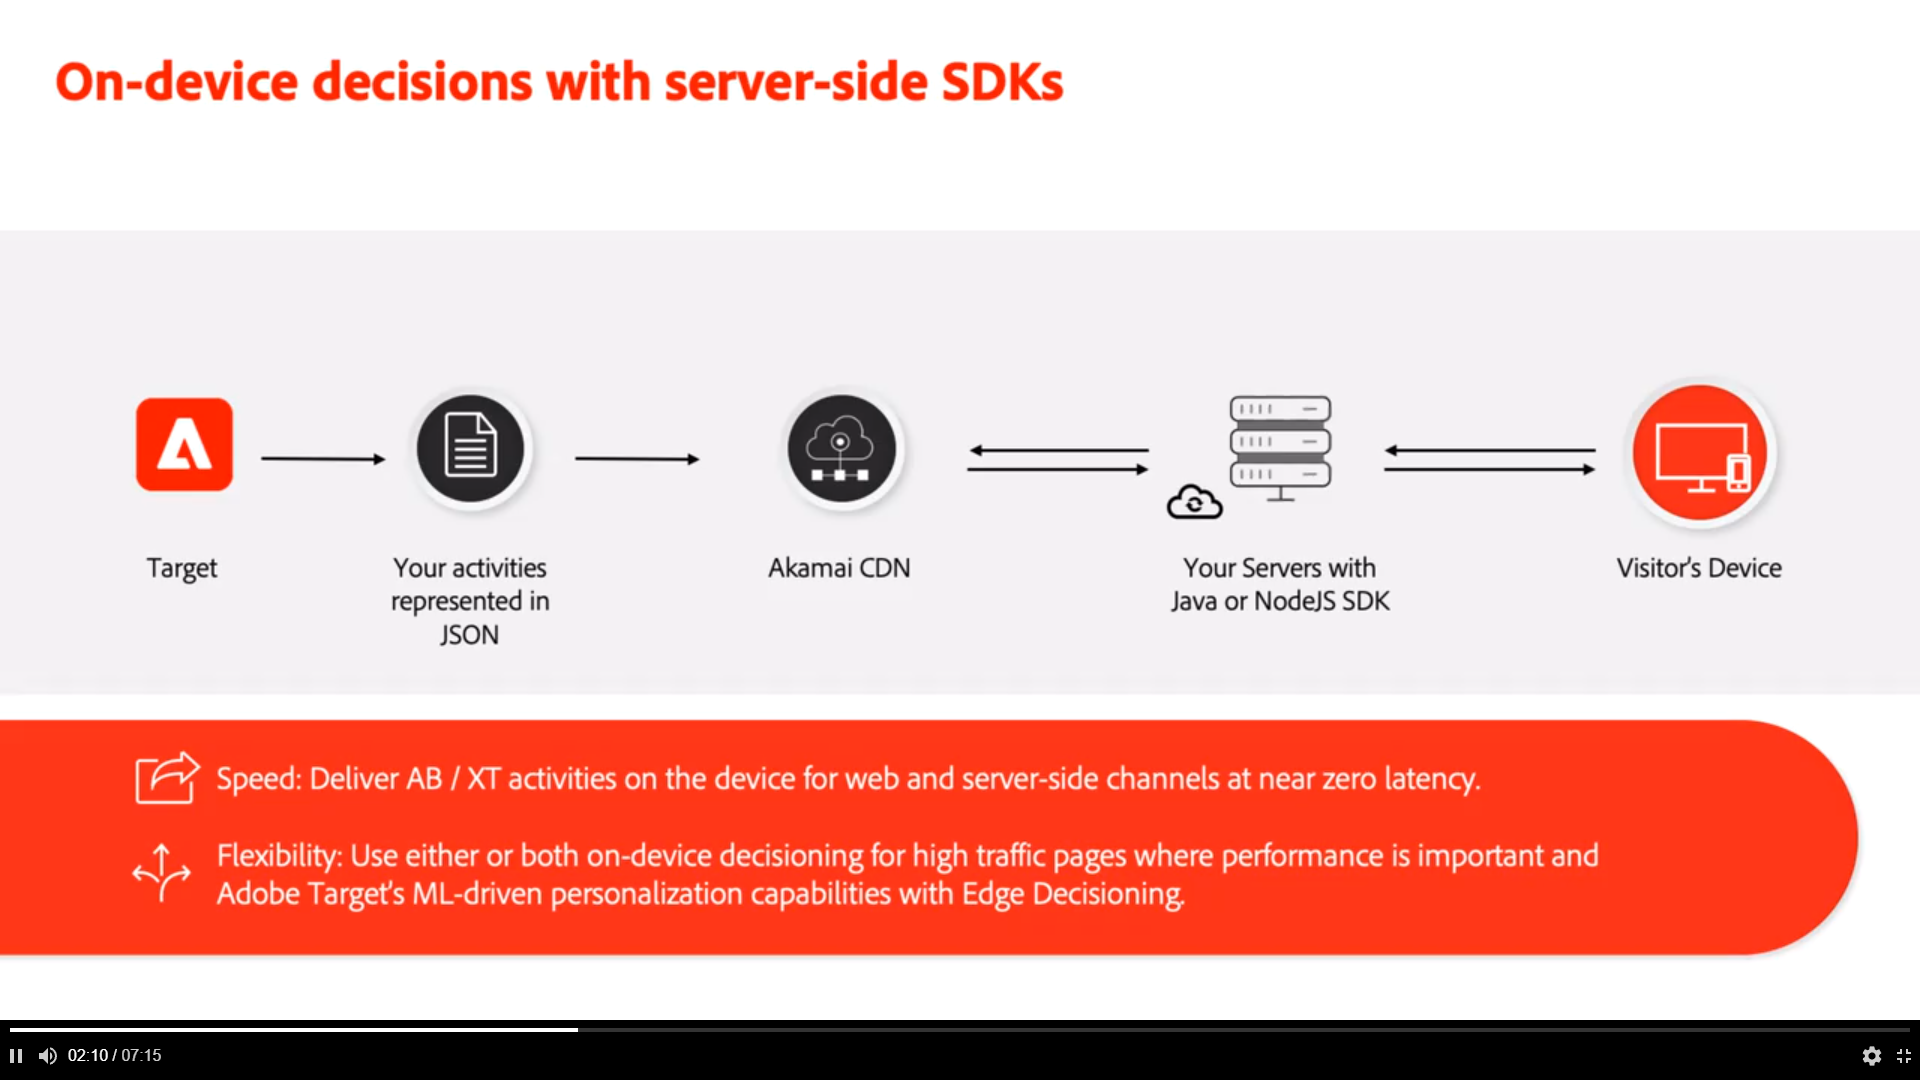 On-device decisions with server-side SDKs
Target
Your activities
represented in
JSON
Akamai CDN
Your Servers with
Java or NodeJS SDK
Visitor's Device
Speed: Deliver AB / XT activities on the device for web and server-side channels at near zero latency.
Flexibility: Use either or both on-device decisioning for high traffic pages where performance is important and
Adobe Target's ML-driven personalization capabilities with Edge Decisioning.
02:10 / 07:15